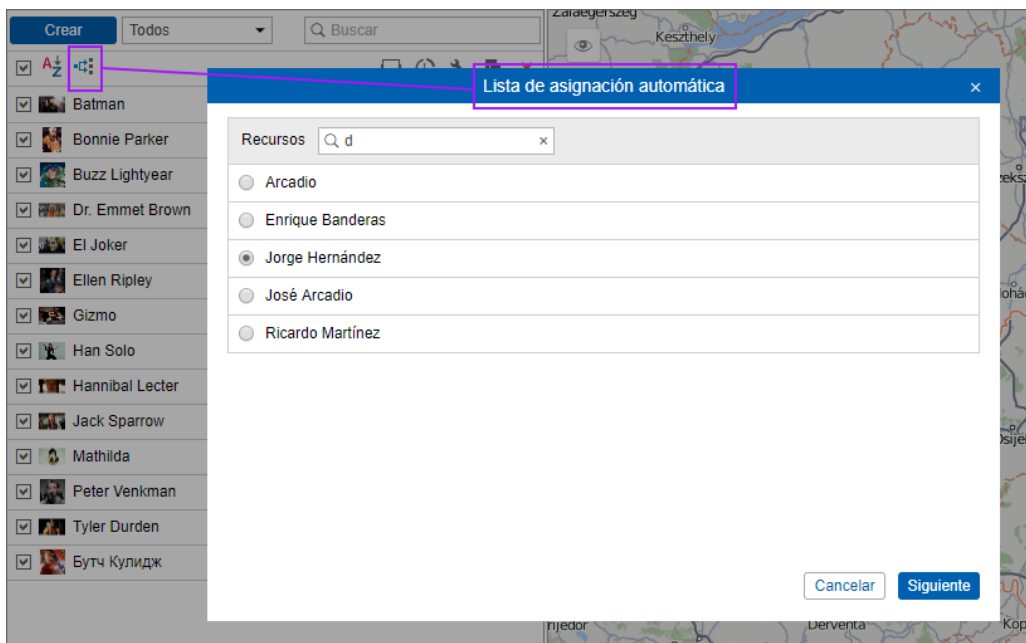 Crear
Todos
Buscar
Lista de asignación automática
Batman
Bonnie Parker
Buzz Lightyear
Dr. Emmet Brown
El Joker
Ellen Ripley
Gizmo
Han Solo
Hannibal Lecter
Jack Sparrow
Mathilda
Peter Venkman
Tyler Durden
Бутч Кулидж
Recursos
d
Arcadio
Enrique Banderas
Jorge Hernández
José Arcadio
Ricardo Martínez
Cancelar
Siguiente
Zalaegerszeg
Keszthely
Derventa